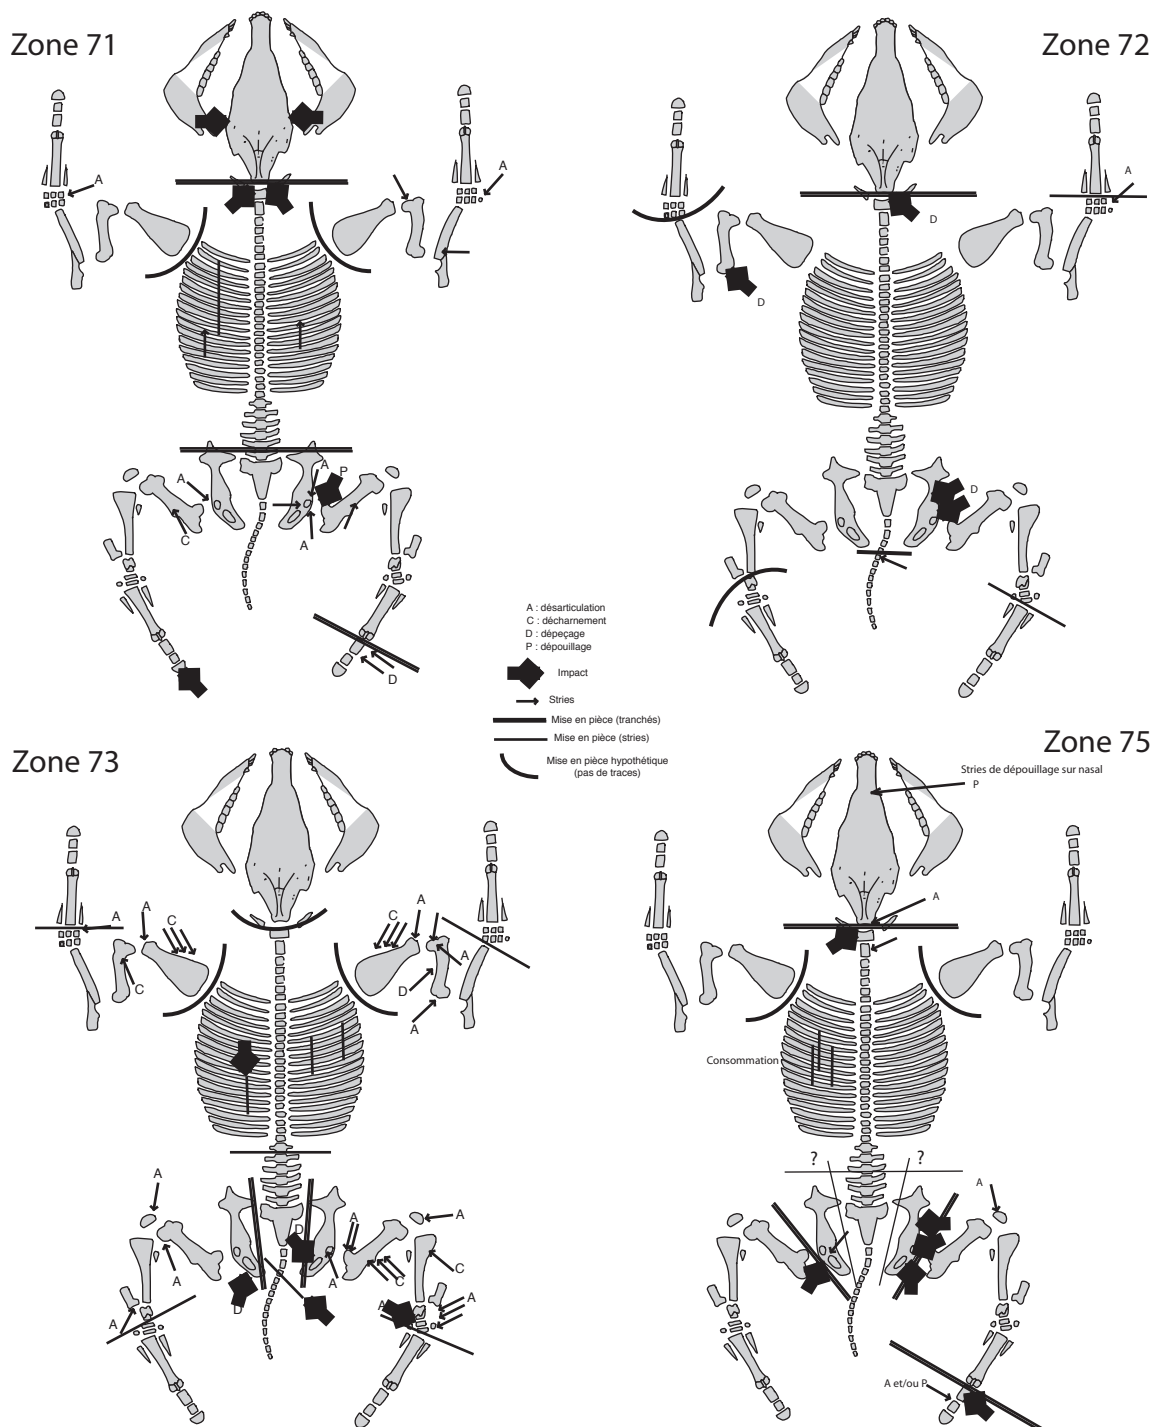 Zone 71
A
A
A
A
P
C
A
D
Zone 72
A
D
D
D
A : désarticulation
C : décharnement
D : dépeçage
P : dépouillage
Impact
Stries
Mise en pièce (tranchés)
Mise en pièce (stries)
Mise en pièce hypothétique
(pas de traces)
Zone 73
A
A
C
C
A
C
A
D
A
A
A
D
A
A
A
C
C
A
D
A
A
A
Zone 75
Stries de dépouillage sur nasal
P
A
Consommation
?
?
A
A et/ou P